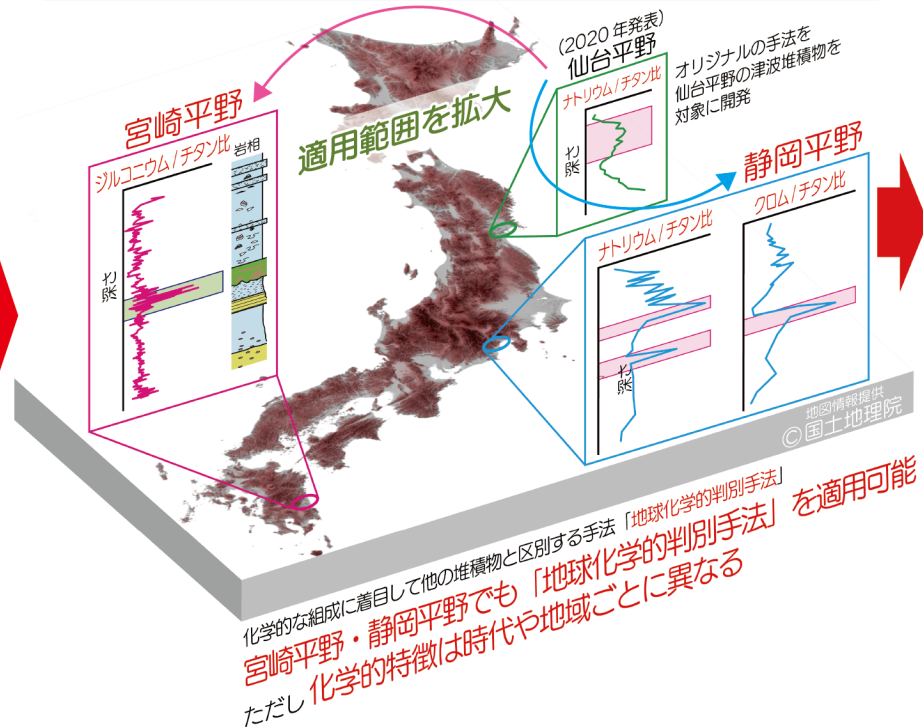 (2020年発表)
仙台平野
オリジナルの手法を
仙台平野の津波堆積物を
対象に開発
ナトリウム/チタン比
深さ
適用範囲を拡大
宮崎平野
ジルコニウム/チタン比
岩相
深さ
静岡平野
ナトリウム/チタン比
クロム/チタン比
深さ
地図情報提供
©国土地理院
化学的な組成に着目して他の堆積物と区別する手法「地球化学的判別手法」
宮崎平野・静岡平野でも「地球化学的判別手法」を適用可能
ただし化学的特徴は時代や地域ごとに異なる